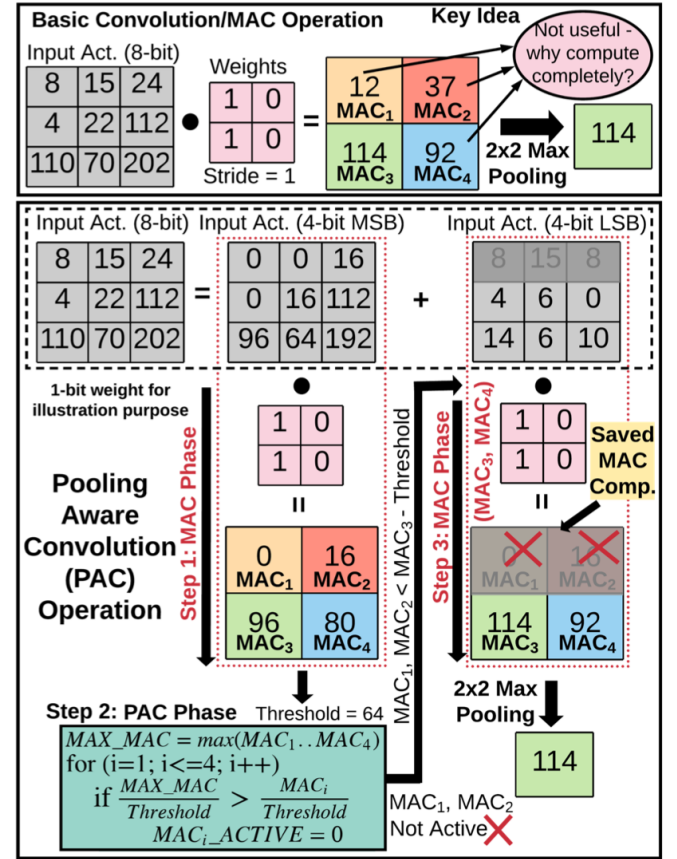 Basic Convolution/MAC Operation
Key Idea
Input Act. (8-bit)
8 15 24
4 22 112
110 70 202
Weights
1 0
1 0
Stride = 1
=
12 37
MAC1 MAC2
114 92
MAC3 MAC4
Not useful -
why compute
completely?
2x2 Max
Pooling
114
Input Act. (8-bit)
8 15 24
4 22 112
110 70 202
=
Input Act. (4-bit MSB)
0 0 16
0 16 112
96 64 192
+
Input Act. (4-bit LSB)
8 15 8
4 6 0
14 6 10
1-bit weight for
illustration purpose
Pooling
Aware
Convolution
(PAC)
Operation
Step 1: MAC Phase
1 0
1 0
=
0 16
MAC1 MAC2
96 80
MAC3 MAC4
Step 2: PAC Phase
Threshold = 64
MAX_MAC = max(MAC1..MAC4)
for (i=1; i<=4; i++)
if MAX_MAC/Threshold > MACi/Threshold
MACi_ACTIVE = 0
MAC1, MAC2 < MAC3 - Threshold
MAC1, MAC2
Not Active
Step 3: MAC Phase
(MAC3, MAC4)
1 0
1 0
=
Saved
MAC
Comp.
0 16
MAC1 MAC2
114 92
MAC3 MAC4
2x2 Max
Pooling
114